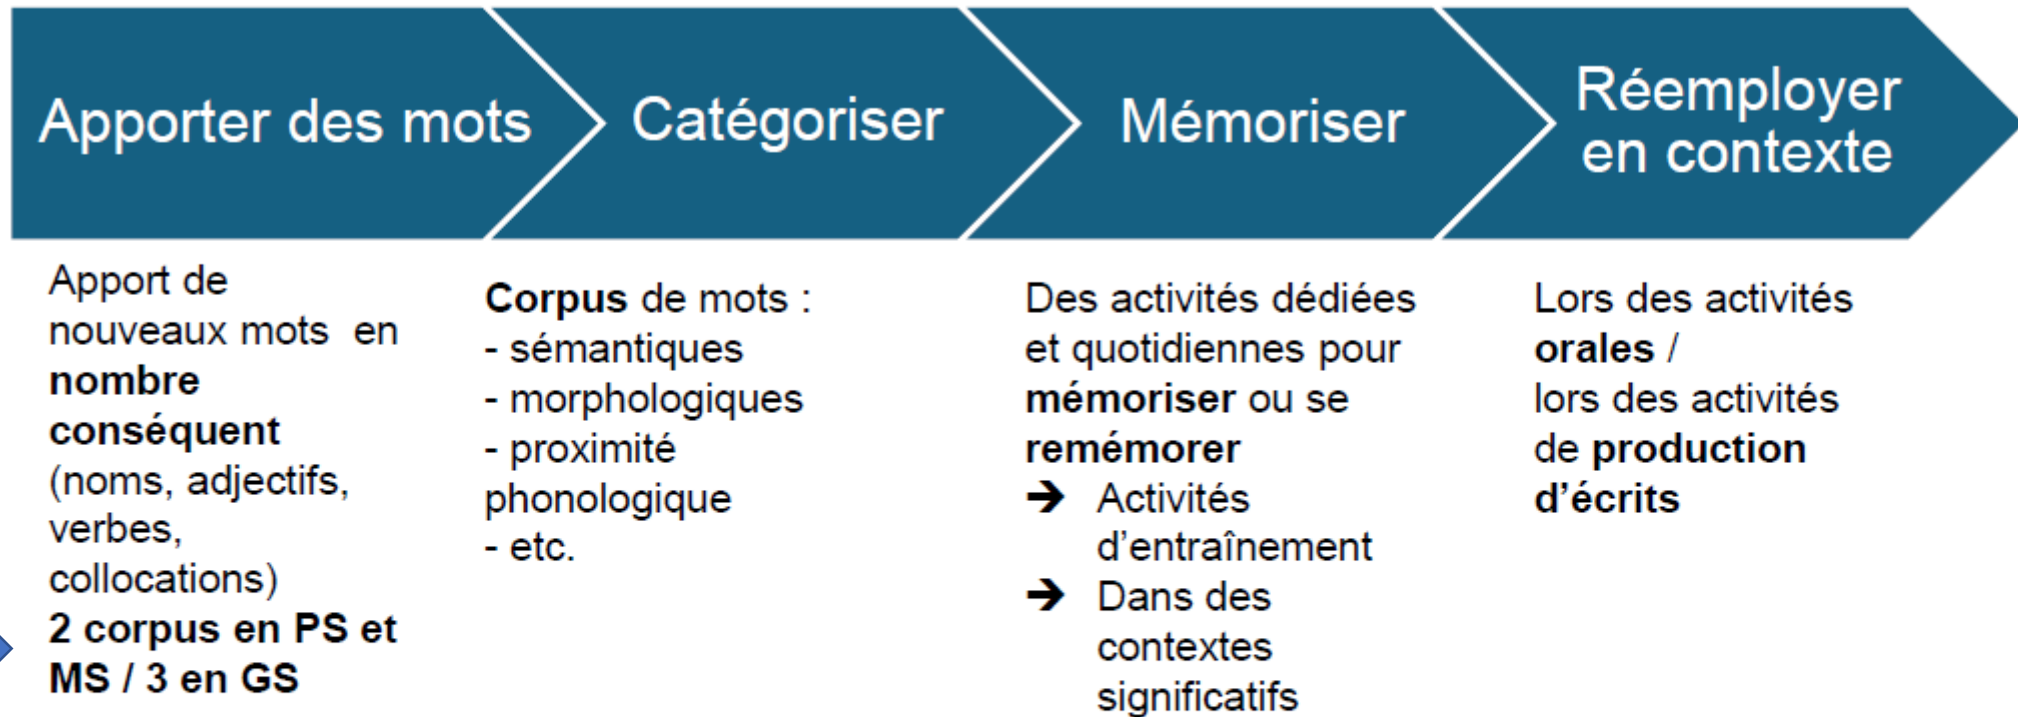 Apporter des mots
Catégoriser
Mémoriser
Réemployer
en contexte
Apport de
nouveaux mots en
nombre
conséquent
(noms, adjectifs,
verbes,
collocations)
2 corpus en PS et
MS / 3 en GS
Corpus de mots :
- sémantiques
- morphologiques
- proximité
phonologique
- etc.
Des activités dédiées
et quotidiennes pour
mémoriser ou se
remémorer
➔ Activités
d'entraînement
➔ Dans des
contextes
significatifs
Lors des activités
orales /
lors des activités
de production
d'écrits